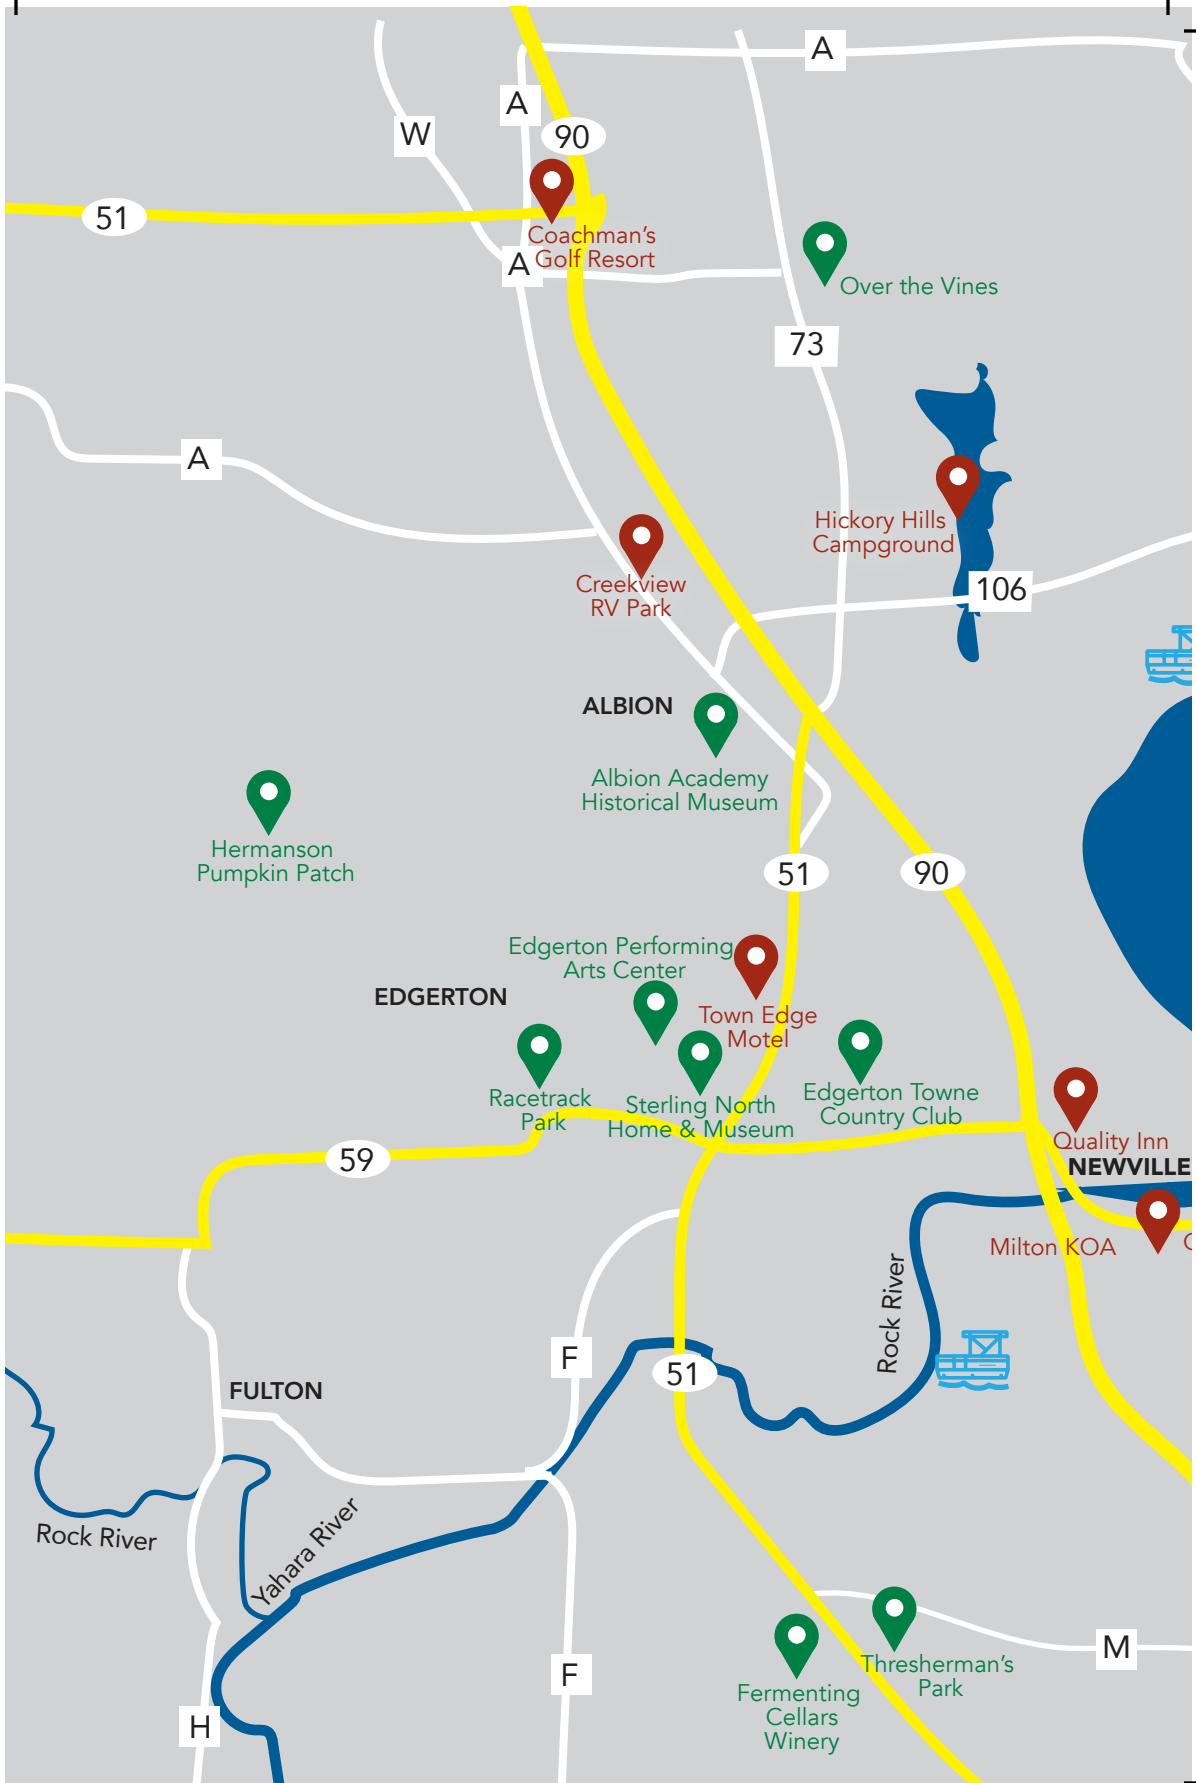 A
A
W
90
51
Coachman's
Golf Resort
A
Over the Vines
73
A
Hickory Hills
Campground
Creekview
RV Park
106
ALBION
Albion Academy
Historical Museum
Hermanson
Pumpkin Patch
51
90
Edgerton Performing
Arts Center
EDGERTON
Town Edge
Motel
Racetrack
Park
Sterling North
Home & Museum
Edgerton Towne
Country Club
Quality Inn
NEWVILLE
59
Milton KOA
Rock River
F
51
FULTON
Rock River
Yahara River
M
Thresherman's
Park
F
Fermenting
Cellars
Winery
H